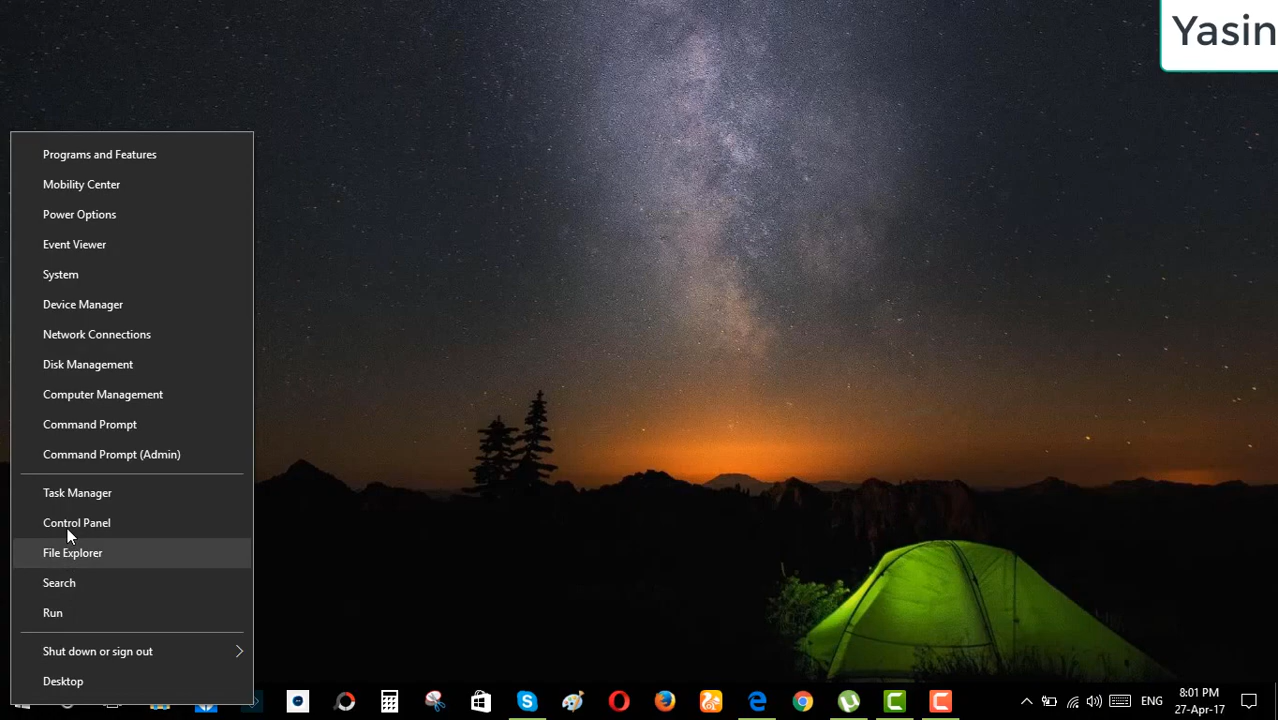 Yasin
Programs and Features
Mobility Center
Power Options
Event Viewer
System
Device Manager
Network Connections
Disk Management
Computer Management
Command Prompt
Command Prompt (Admin)
Task Manager
Control Panel
File Explorer
Search
Run
Shut down or sign out
Desktop
ENG
8:01 PM
27-Apr-17